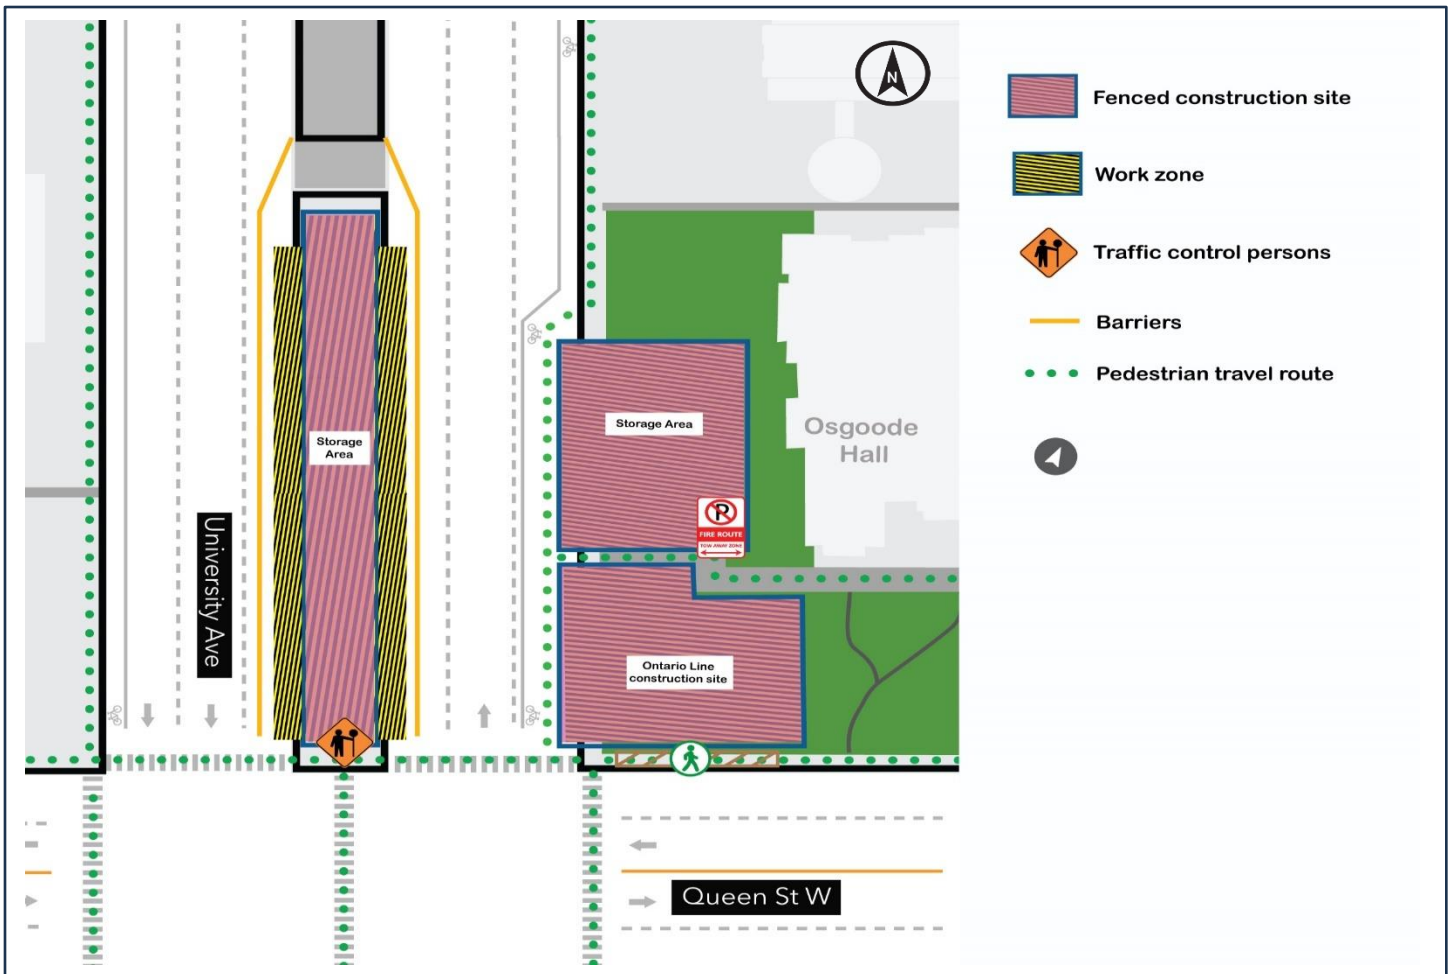 N
Fenced construction site
Work zone
Traffic control persons
Barriers
Pedestrian travel route
Storage
Area
Storage Area
Osgoode
Hall
P
FIRE ROUTE
TOW AWAY ZONE
University Ave
Ontario Line
construction site
Queen St W